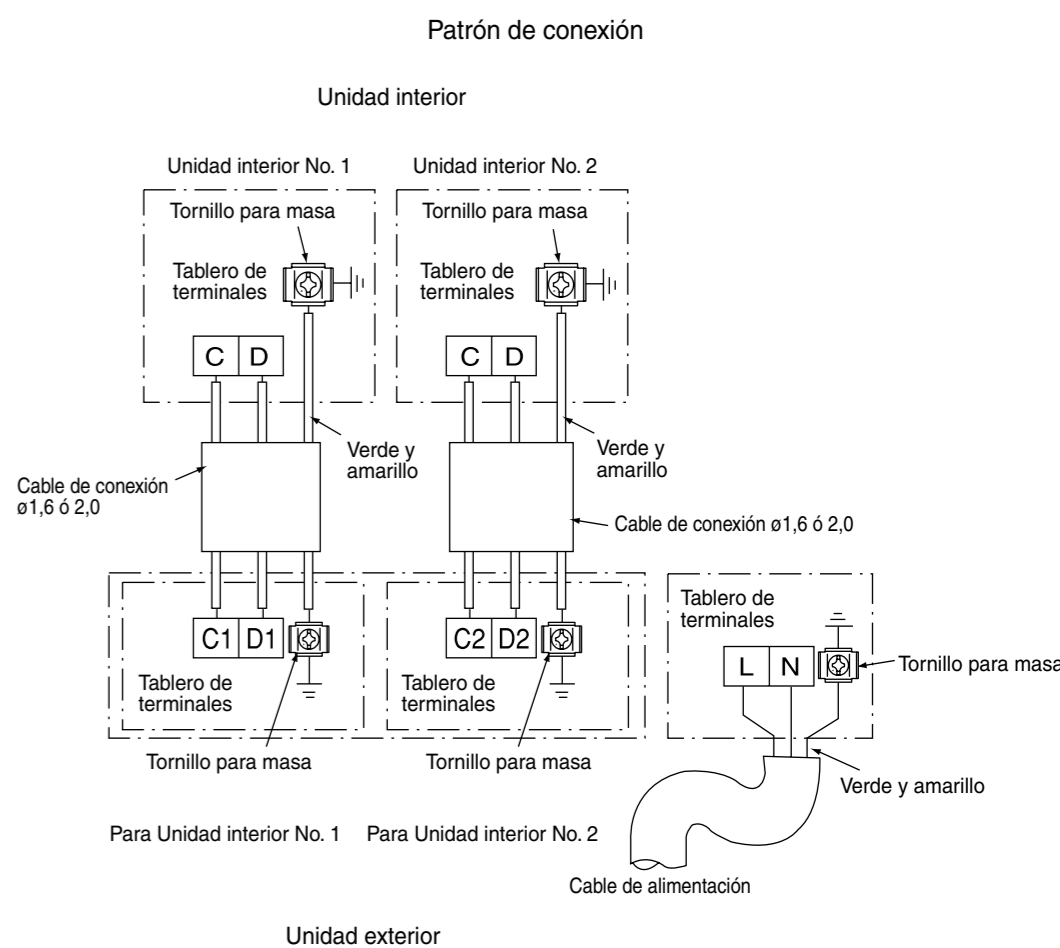 Patrón de conexión
Unidad interior
Unidad interior No. 1
Unidad interior No. 2
Tornillo para masa
Tornillo para masa
Tablero de
terminales
Tablero de
terminales
C D
C D
Verde y
amarillo
Verde y
amarillo
Cable de conexión
ø1,6 ó 2,0
Cable de conexión ø1,6 ó 2,0
C1 D1
C2 D2
Tablero de
terminales
Tablero de
terminales
Tablero de
terminales
L N
Tornillo para masa
Tornillo para masa
Tornillo para masa
Verde y amarillo
Para Unidad interior No. 1
Para Unidad interior No. 2
Cable de alimentación
Unidad exterior